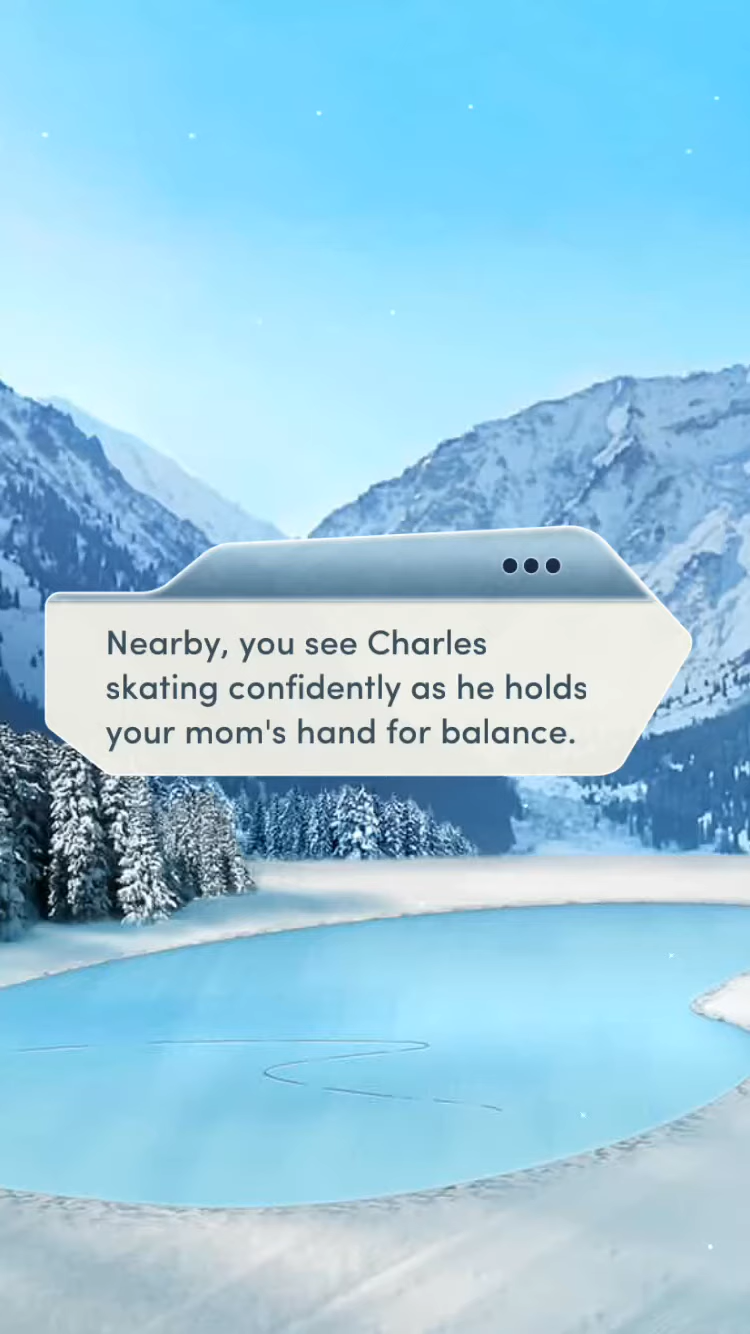 Nearby, you see Charles
skating confidently as he holds
your mom's hand for balance.